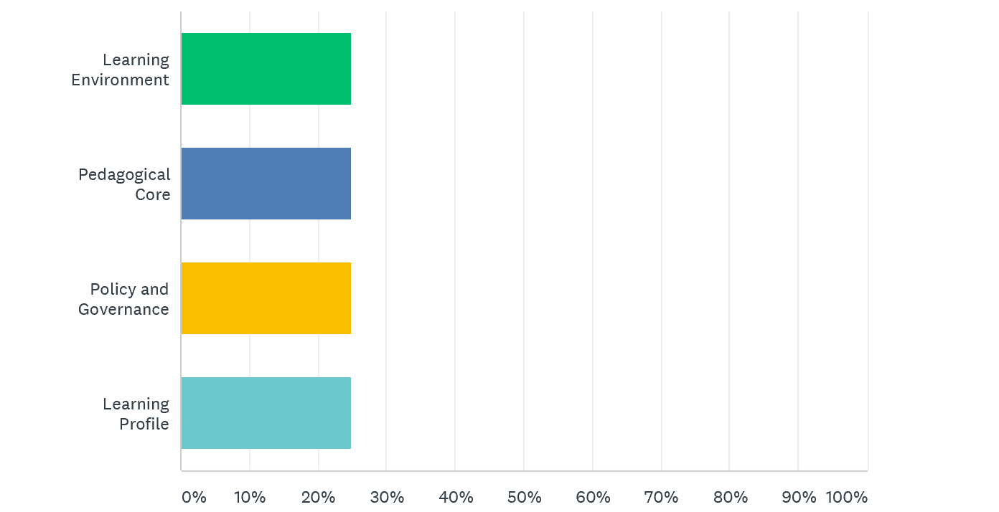 Learning
Environment
Pedagogical
Core
Policy and
Governance
Learning
Profile
0% 10% 20% 30% 40% 50% 60% 70% 80% 90% 100%